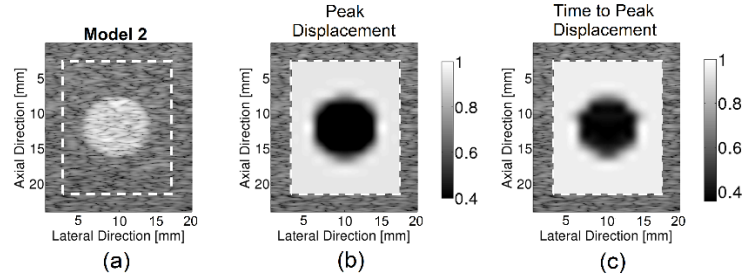 Model 2
Axial Direction [mm]
5
10
15
20
5 10 15 20
Lateral Direction [mm]
(a)
Peak
Displacement
Axial Direction [mm]
5
10
15
20
5 10 15 20
Lateral Direction [mm]
1
0.8
0.6
0.4
(b)
Time to Peak
Displacement
Axial Direction [mm]
5
10
15
20
5 10 15 20
Lateral Direction [mm]
1
0.8
0.6
0.4
(c)